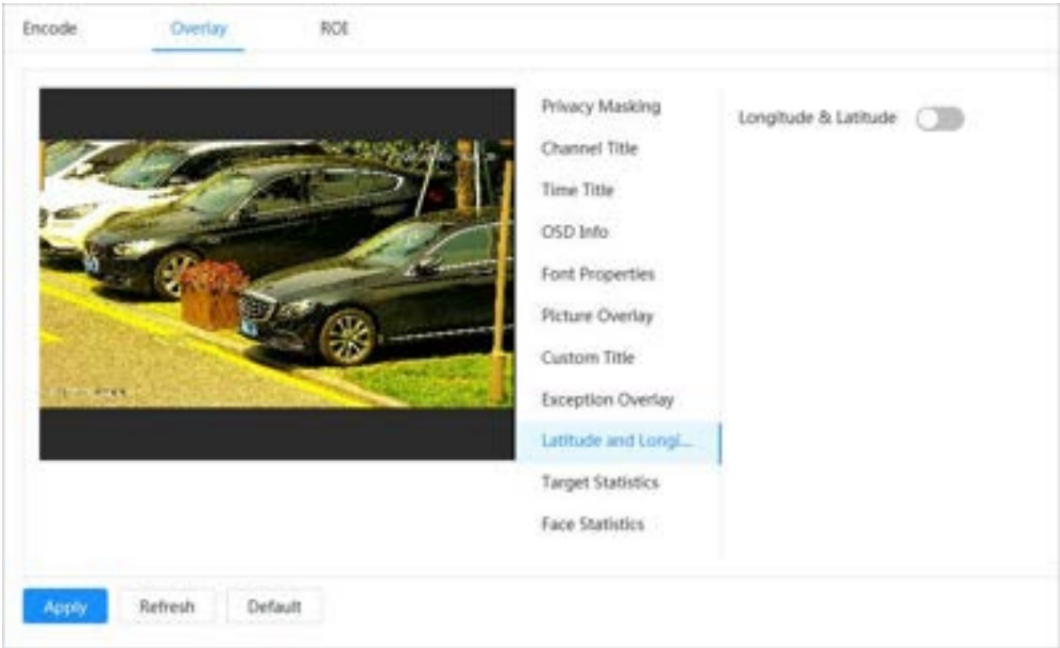 Encode
Overlay
ROI
Privacy Masking
Channel Title
Time Title
OSD Info
Font Properties
Picture Overlay
Custom Title
Exception Overlay
Latitude and Longi...
Target Statistics
Face Statistics
Longitude & Latitude
Apply
Refresh
Default